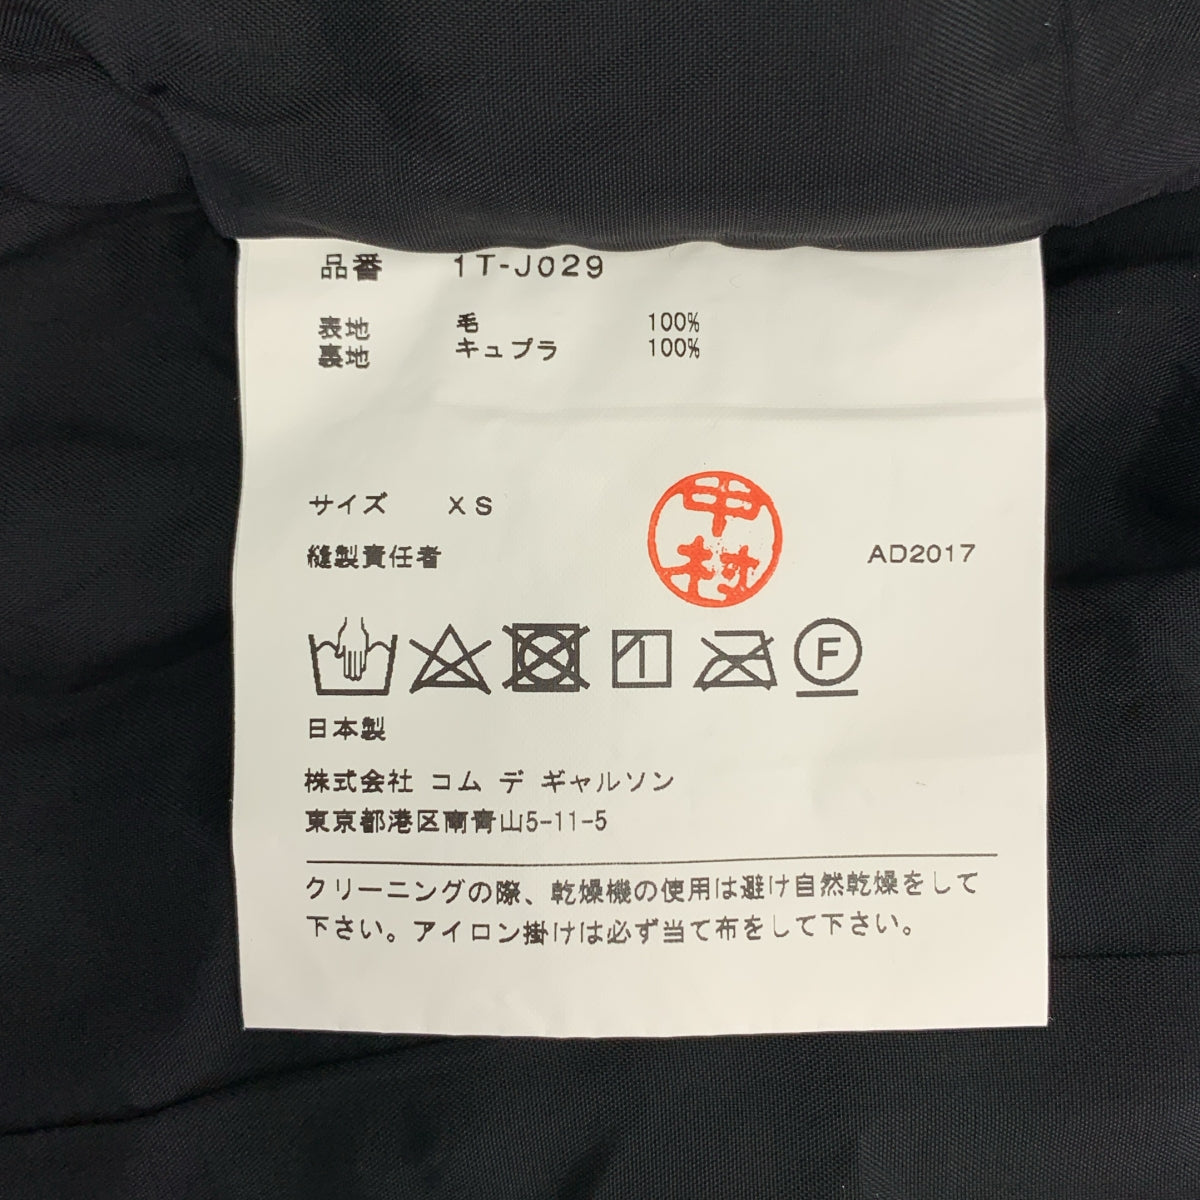 品番 1T-J029
表地 毛 100%
裏地 キュプラ 100%
サイズ XS
中村
縫製責任者 AD2017
F
日本製
株式会社 コム デ ギャルソン
東京都港区南青山5-11-5
クリーニングの際、乾燥機の使用は避け自然乾燥をして
下さい。アイロン掛けは必ず当て布をして下さい。